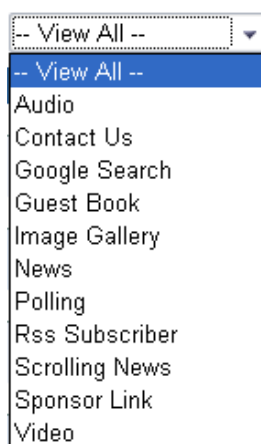 -- View All --
-- View All --
Audio
Contact Us
Google Search
Guest Book
Image Gallery
News
Polling
Rss Subscriber
Scrolling News
Sponsor Link
Video